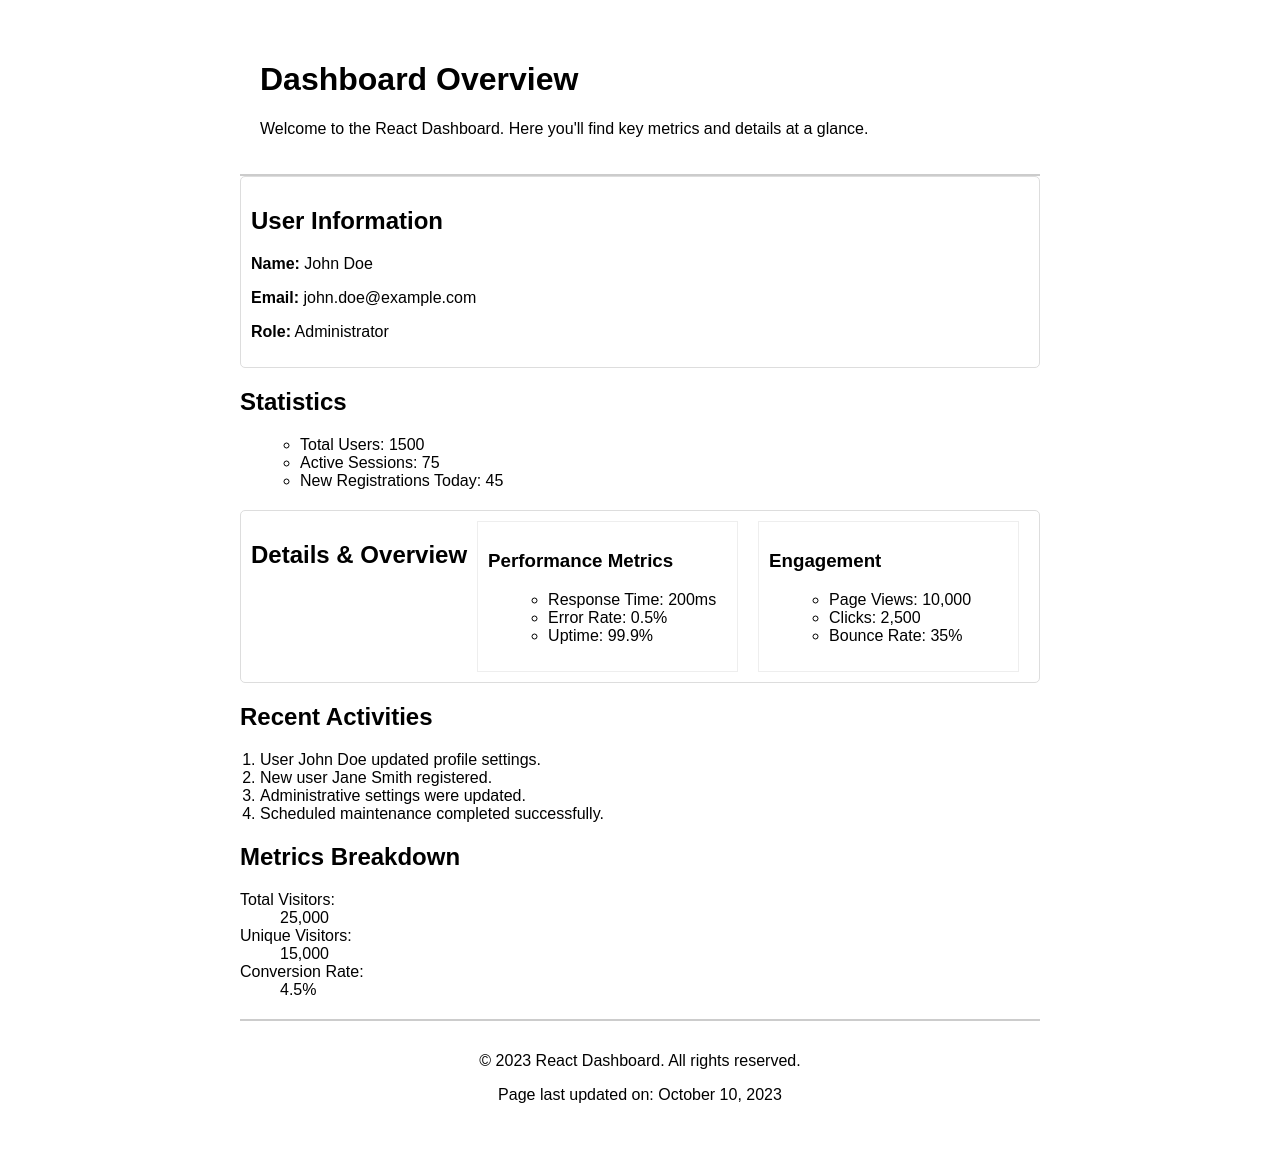 Dashboard Overview
Welcome to the React Dashboard. Here you'll find key metrics and details at a glance.
User Information
Name: John Doe
Email: john.doe@example.com
Role: Administrator
Statistics
Total Users: 1500
Active Sessions: 75
New Registrations Today: 45
Details & Overview
Performance Metrics
Response Time: 200ms
Error Rate: 0.5%
Uptime: 99.9%
Engagement
Page Views: 10,000
Clicks: 2,500
Bounce Rate: 35%
Recent Activities
1. User John Doe updated profile settings.
2. New user Jane Smith registered.
3. Administrative settings were updated.
4. Scheduled maintenance completed successfully.
Metrics Breakdown
Total Visitors:
25,000
Unique Visitors:
15,000
Conversion Rate:
4.5%
© 2023 React Dashboard. All rights reserved.
Page last updated on: October 10, 2023